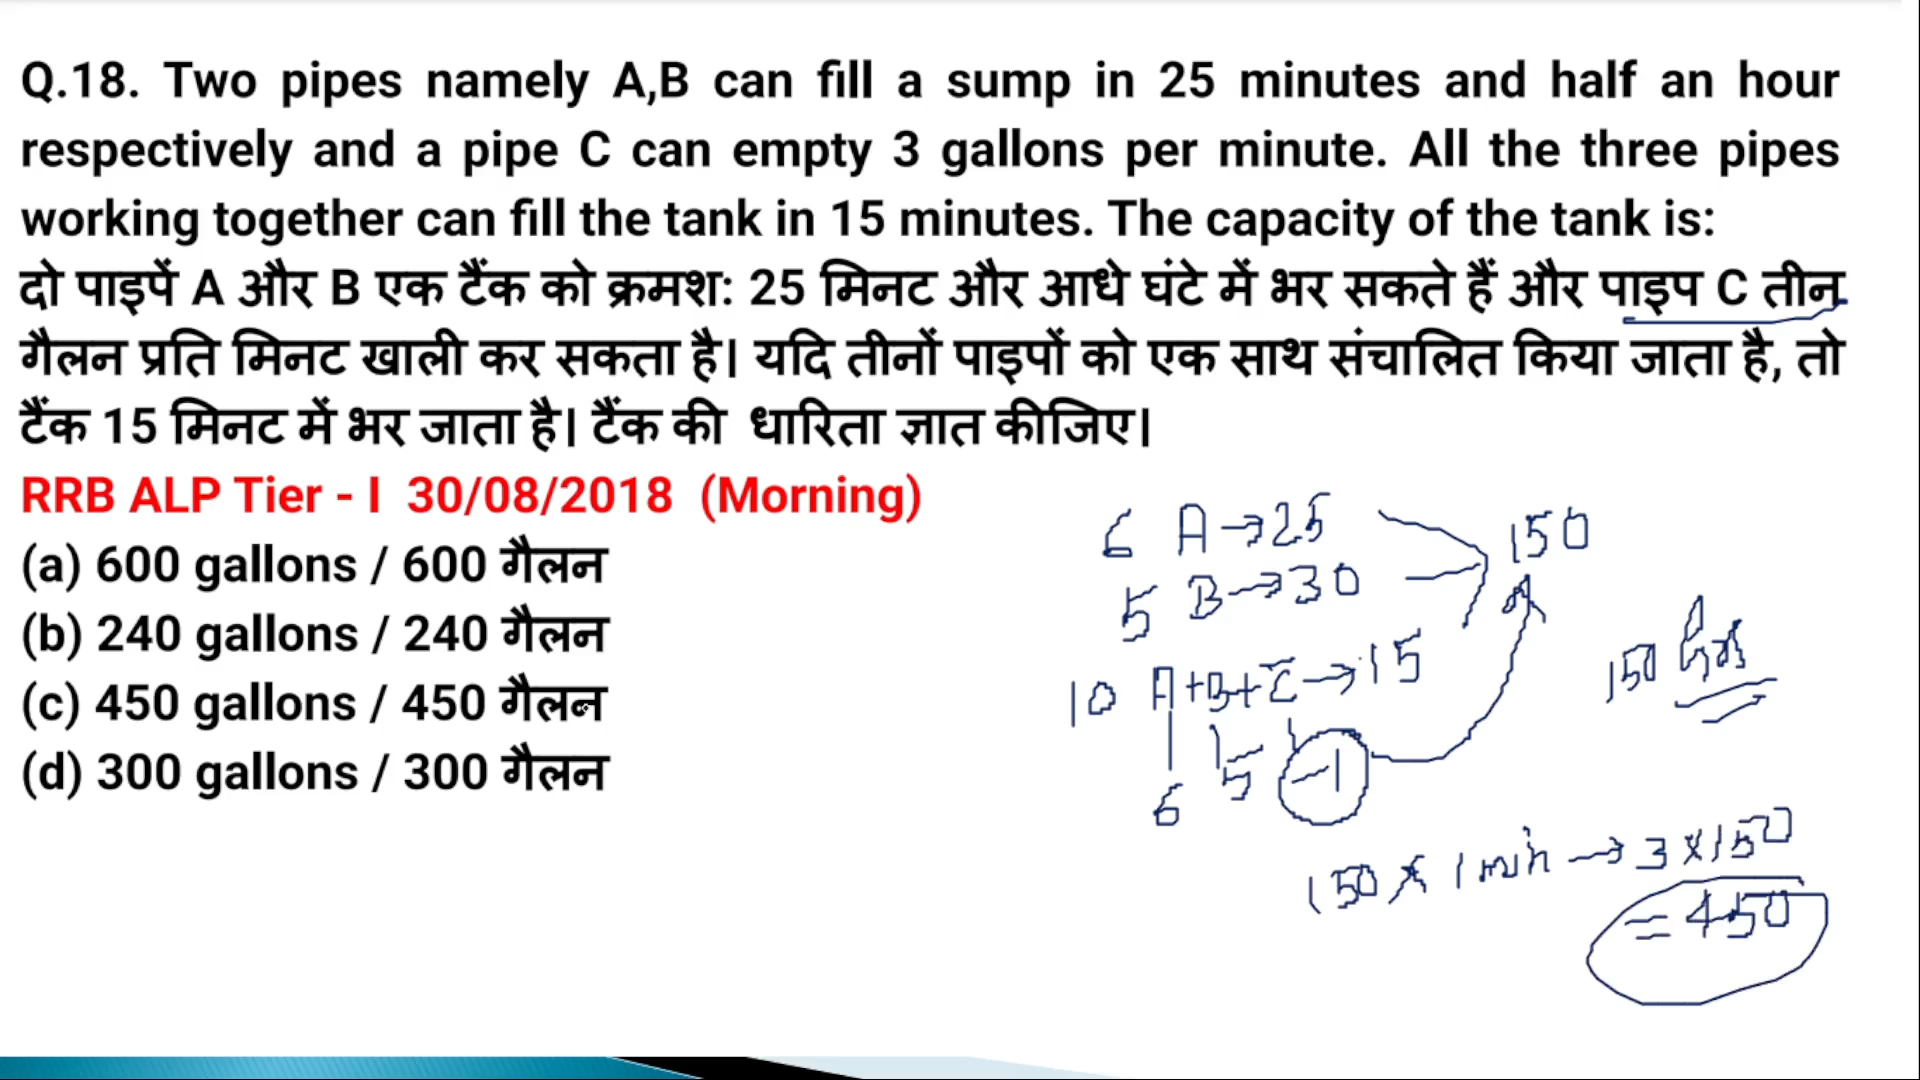 Q.18. Two pipes namely A,B can fill a sump in 25 minutes and half an hour
respectively and a pipe C can empty 3 gallons per minute. All the three pipes
working together can fill the tank in 15 minutes. The capacity of the tank is:
दो पाइपें A और B एक टैंक को क्रमश: 25 मिनट और आधे घंटे में भर सकते हैं और पाइप C तीन
गैलन प्रति मिनट खाली कर सकता है। यदि तीनों पाइपों को एक साथ संचालित किया जाता है, तो
टैंक 15 मिनट में भर जाता है। टैंक की धारिता ज्ञात कीजिए।
RRB ALP Tier - I 30/08/2018 (Morning)
(a) 600 gallons / 600 गैलन
(b) 240 gallons / 240 गैलन
(c) 450 gallons / 450 गैलन
(d) 300 gallons / 300 गैलन
6 A→25 150
5 B→30
10 A+B+C→15 150
6 5 -1
150 × 1 min → 3×150
= 450